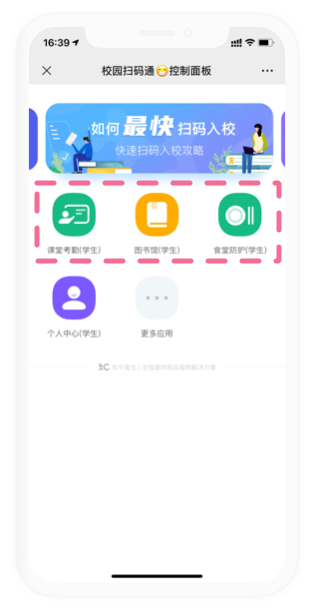 16:39
校园扫码通😷控制面板
如何 最快 扫码入校
快速扫码入校攻略
课堂考勤(学生)
图书馆(学生)
食堂防护(学生)
个人中心(学生)
更多应用